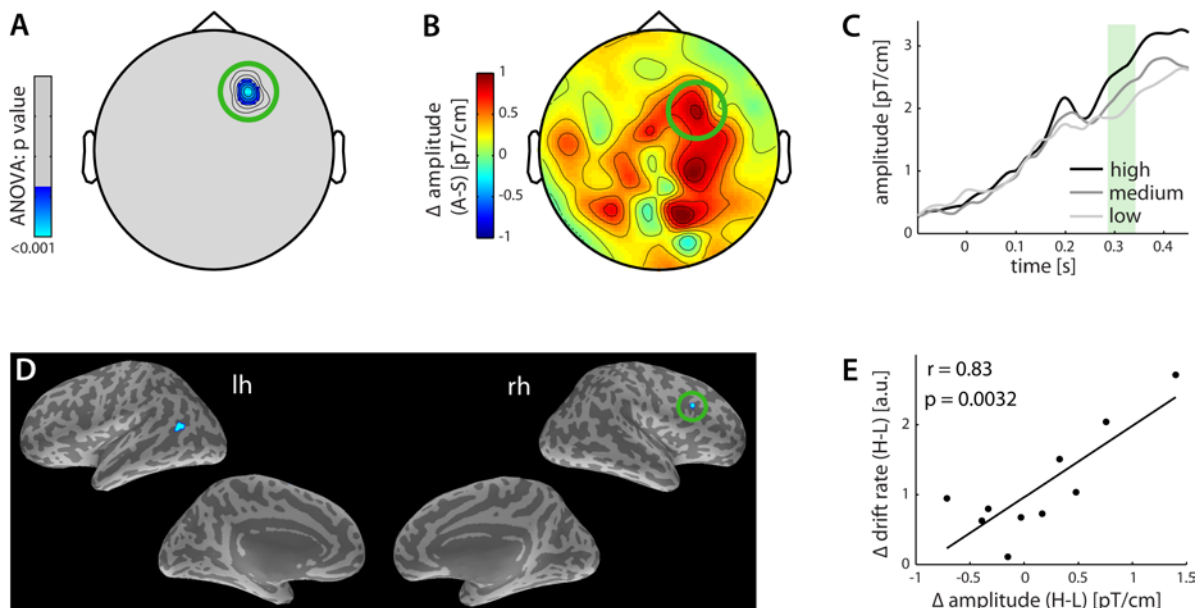 A
ANOVA: p value
<0.001
B
Δ amplitude
(A-S) [pT/cm]
1
0.5
0
-0.5
-1
C
amplitude [pT/cm]
3
2
1
0
high
medium
low
0
0.1
0.2
0.3
0.4
time [s]
D
lh
rh
E
r = 0.83
p = 0.0032
Δ drift rate (H-L) [a.u.]
2
1
0
-1
-0.5
0
0.5
1
1.5
Δ amplitude (H-L) [pT/cm]